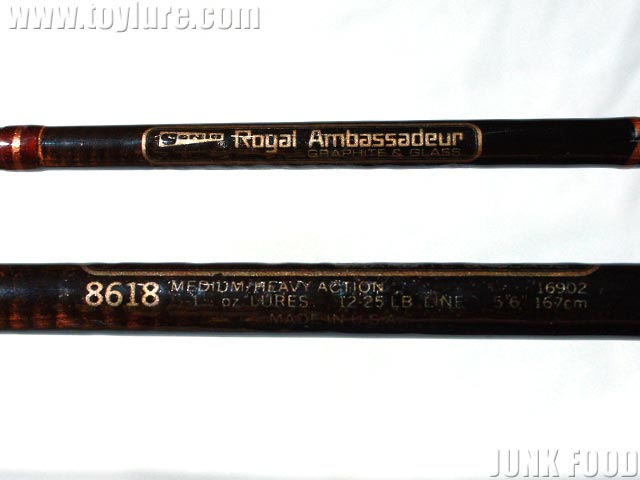 www.toylure.com
Royal Ambassadeur
GRAPHITE & GLASS
8618 MEDIUM/HEAVY ACTION 16902
oz LURES 12-25 LB LINE 5'6" 167cm
MADE IN U.S.A.
JUNK FOOD